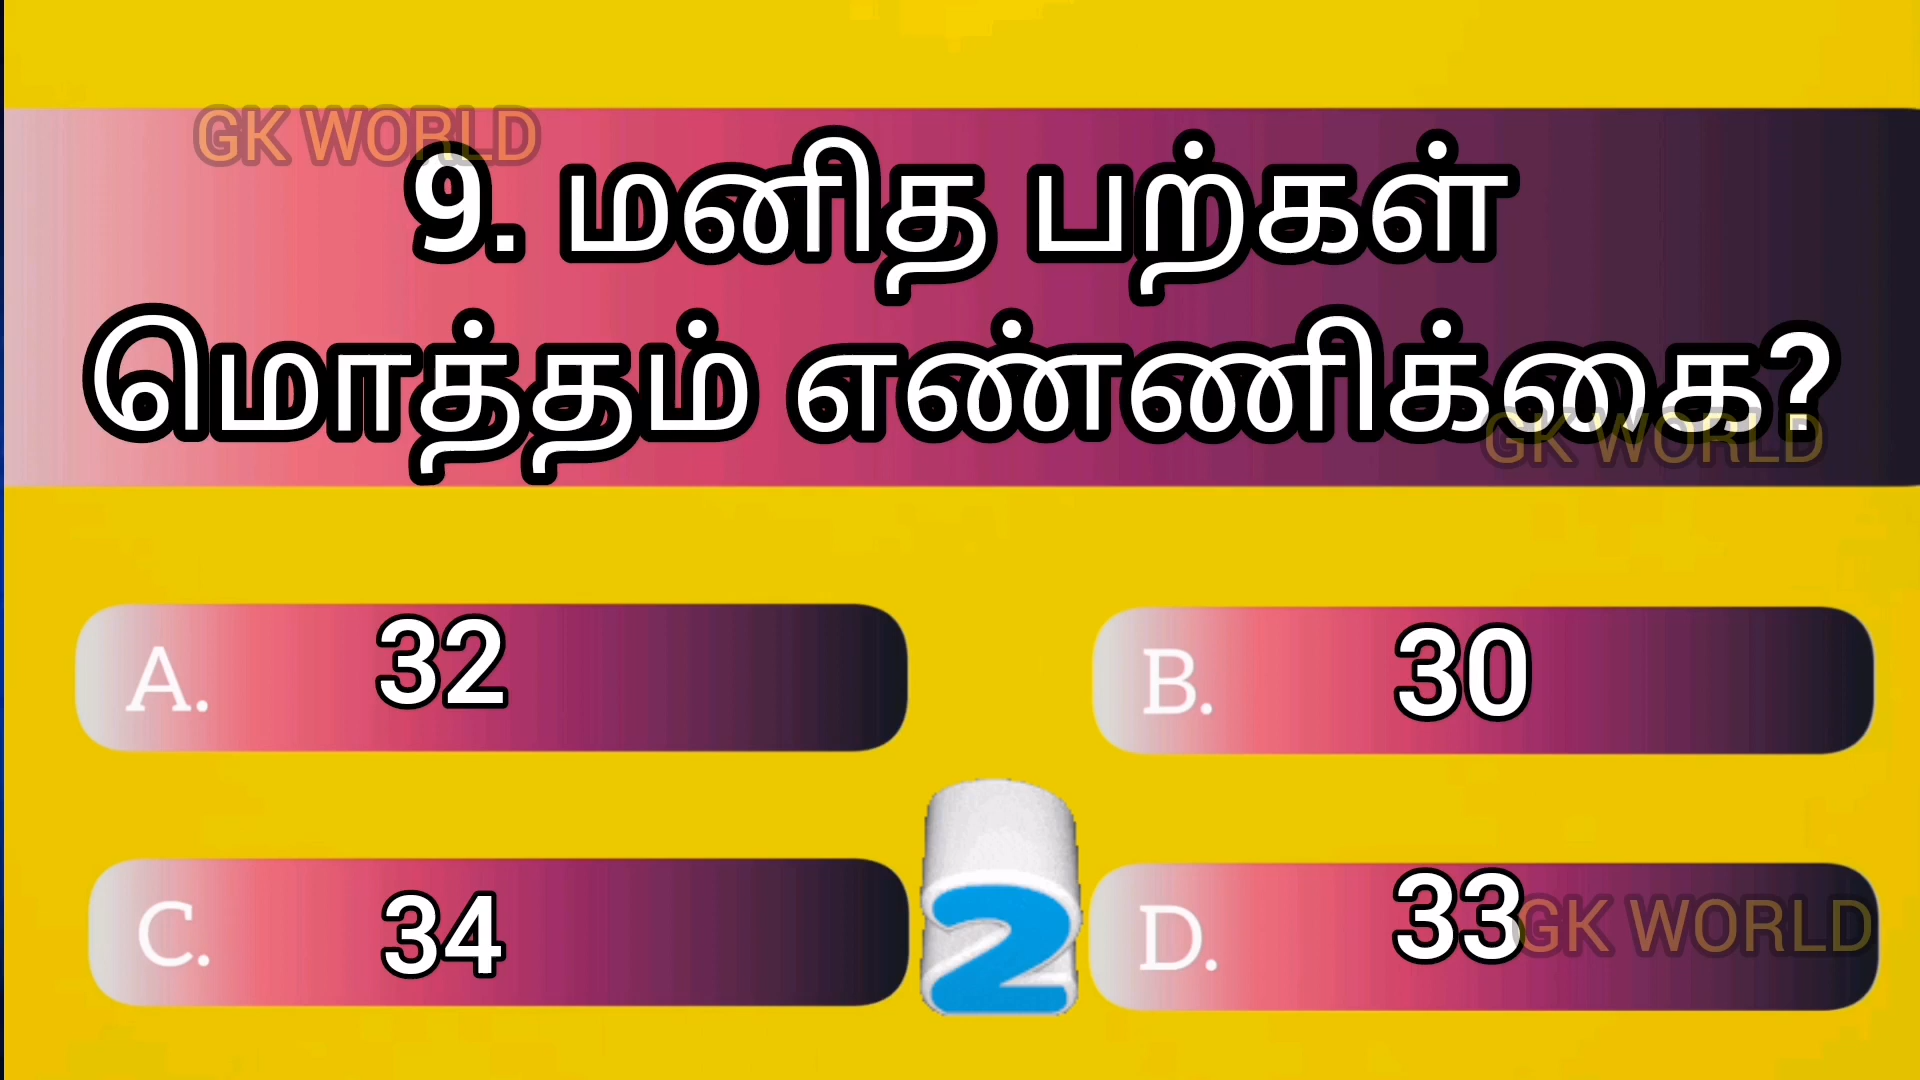 GK WORLD
9. மனித பற்கள்
மொத்தம் எண்ணிக்கை?
GK WORLD
A. 32
B. 30
C. 34
2
D. 33
GK WORLD